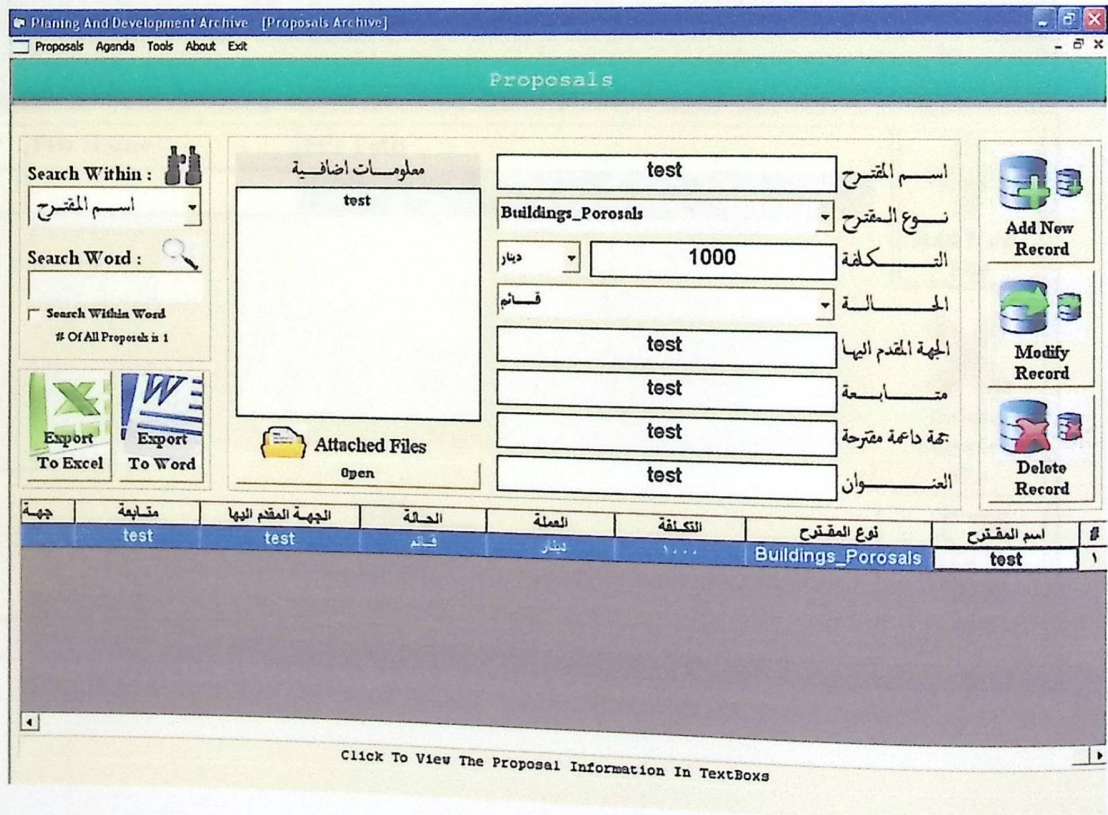 Planing And Development Archive [Proposals Archive]
Proposals Agenda Tools About Exit
Proposals
Search Within :
اسم المقترح
Search Word :
Search Within Word
# Of All Proposels is 1
Export To Excel
Export To Word
معلومات اضافية
test
Attached Files
Open
test اسم المقترح
Buildings_Porosals نوع المقترح
دينار 1000 التكلفة
قائم الحالة
test الجهة المقدم اليها
test متابعة
test جهة داعمة مقترحة
test العنوان
Add New Record
Modify Record
Delete Record
# اسم المقترح نوع المقترح التكلفة العملة الحالة الجهة المقدم اليها متابعة جهة
١ test Buildings_Porosals ١٠٠٠ دينار قائم test test
Click To View The Proposal Information In TextBoxs